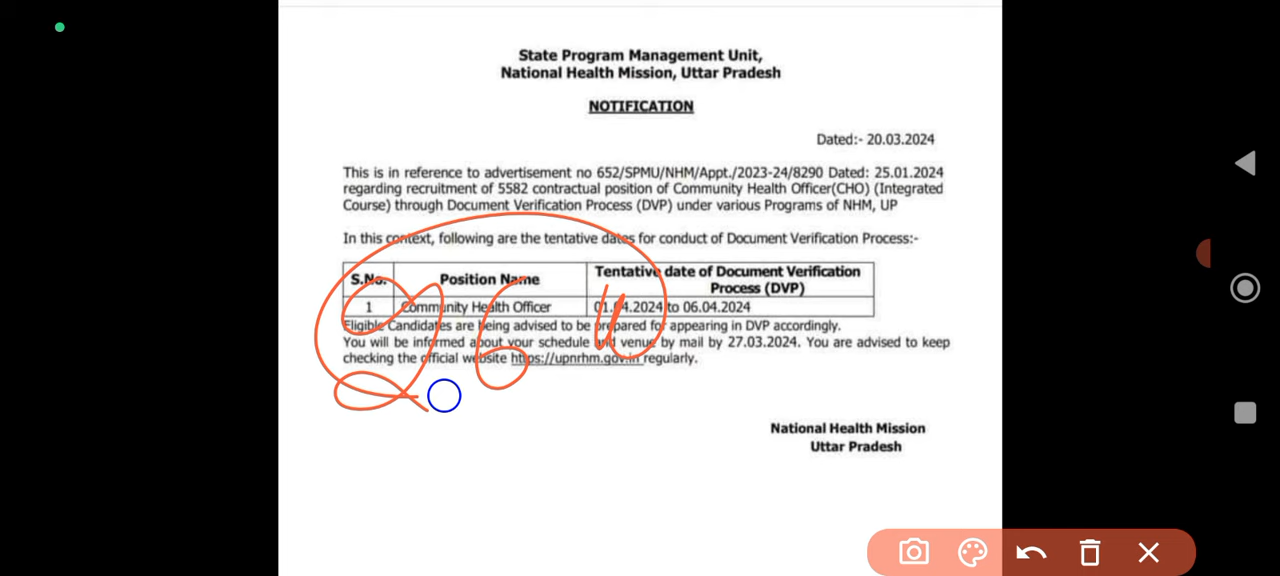 State Program Management Unit,
National Health Mission, Uttar Pradesh
NOTIFICATION
Dated:- 20.03.2024
This is in reference to advertisement no 652/SPMU/NHM/Appt./2023-24/8290 Dated: 25.01.2024
regarding recruitment of 5582 contractual position of Community Health Officer(CHO) (Integrated
Course) through Document Verification Process (DVP) under various Programs of NHM, UP
In this context, following are the tentative dates for conduct of Document Verification Process:-
S.No. Position Name Tentative date of Document Verification
Process (DVP)
1 Community Health Officer 01.04.2024 to 06.04.2024
Eligible Candidates are being advised to be prepared for appearing in DVP accordingly.
You will be informed about your schedule and venue by mail by 27.03.2024. You are advised to keep
checking the official website https://upnrhm.gov.in regularly.
National Health Mission
Uttar Pradesh